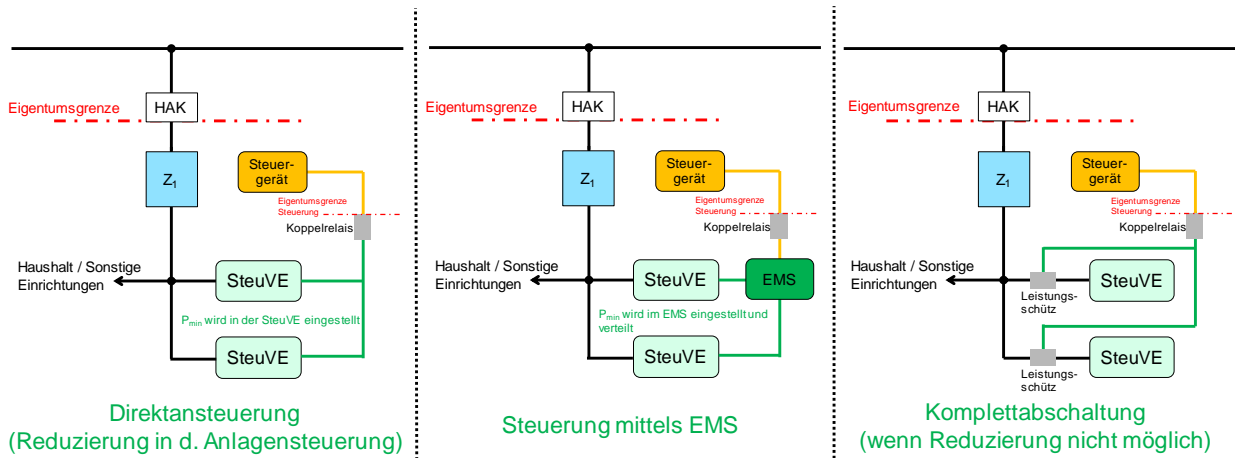 HAK
Eigentumsgrenze
Z₁
Steuer-
gerät
Eigentumsgrenze
Steuerung
Koppelrelais
Haushalt / Sonstige
Einrichtungen
SteuVE
Pmin wird in der SteuVE eingestellt
SteuVE
Direktansteuerung
(Reduzierung in d. Anlagensteuerung)
HAK
Eigentumsgrenze
Z₁
Steuer-
gerät
Eigentumsgrenze
Steuerung
Koppelrelais
Haushalt / Sonstige
Einrichtungen
SteuVE
EMS
Pmin wird im EMS eingestellt und
verteilt
SteuVE
Steuerung mittels EMS
HAK
Eigentumsgrenze
Z₁
Steuer-
gerät
Eigentumsgrenze
Steuerung
Koppelrelais
Haushalt / Sonstige
Einrichtungen
SteuVE
Leistungs-
schütz
SteuVE
Leistungs-
schütz
Komplettabschaltung
(wenn Reduzierung nicht möglich)